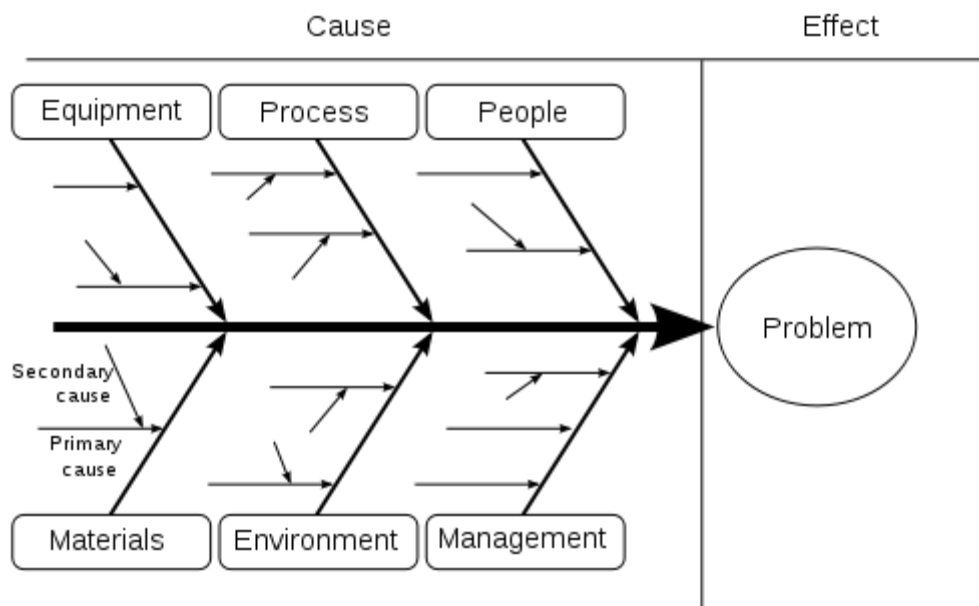 Cause
Effect
Equipment
Process
People
Problem
Secondary
cause
Primary
cause
Materials
Environment
Management